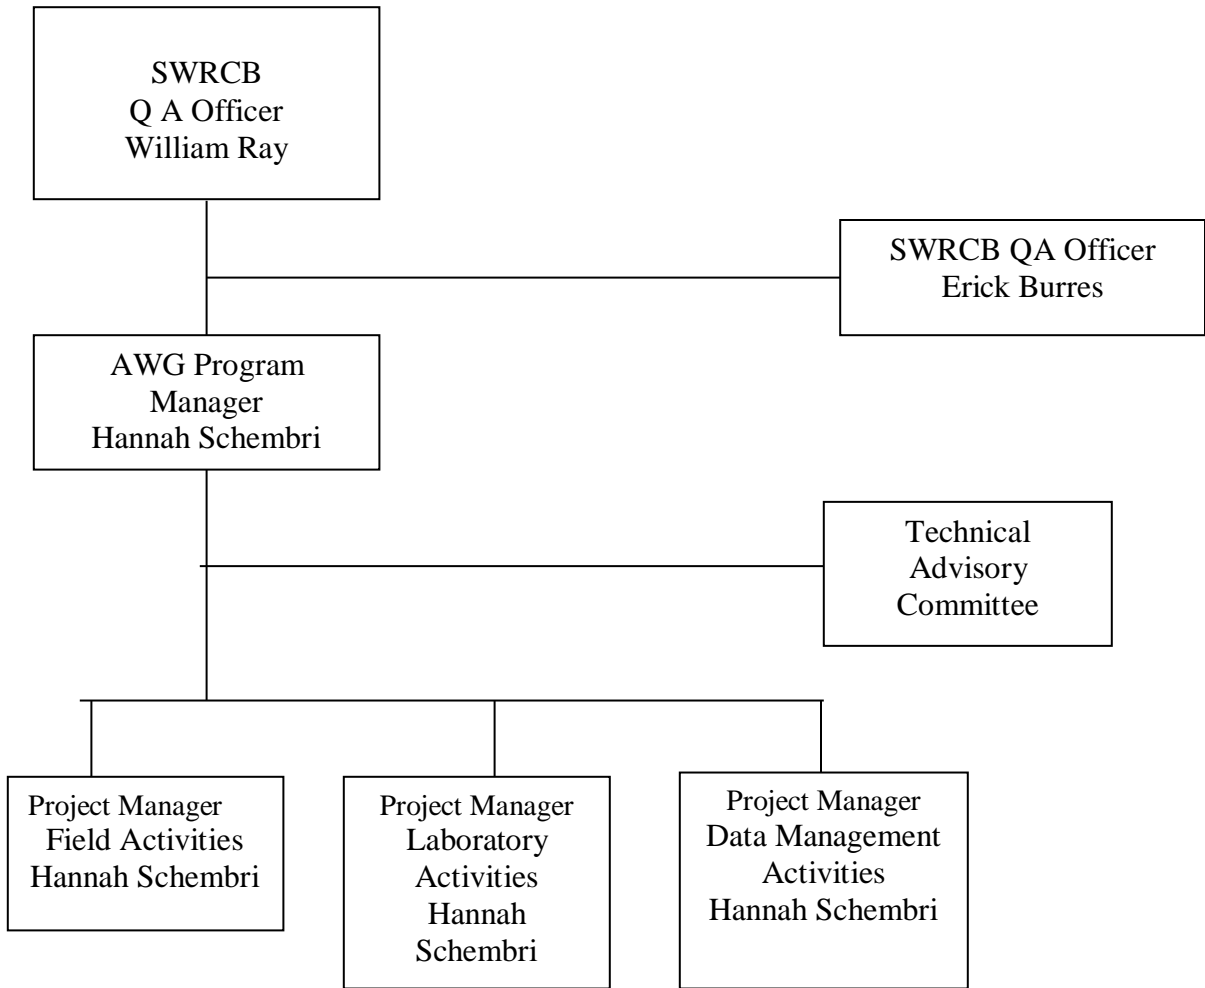 SWRCB
Q A Officer
William Ray
SWRCB QA Officer
Erick Burres
AWG Program
Manager
Hannah Schembri
Technical
Advisory
Committee
Project Manager
Field Activities
Hannah Schembri
Project Manager
Laboratory
Activities
Hannah
Schembri
Project Manager
Data Management
Activities
Hannah Schembri